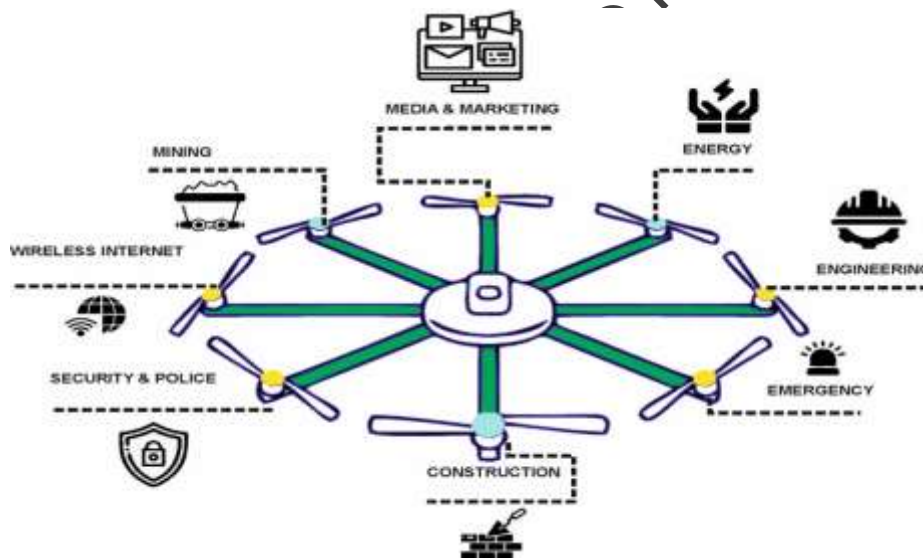 MEDIA & MARKETING
MINING
ENERGY
WIRELESS INTERNET
ENGINEERING
SECURITY & POLICE
EMERGENCY
CONSTRUCTION